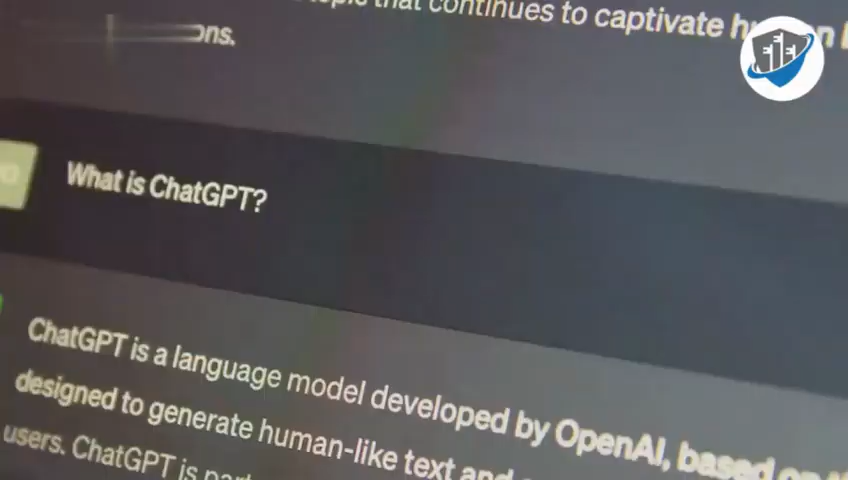 that continues to captivate
What is ChatGPT?
ChatGPT is a language model developed by OpenAI, based on
designed to generate human-like text and
users. ChatGPT is